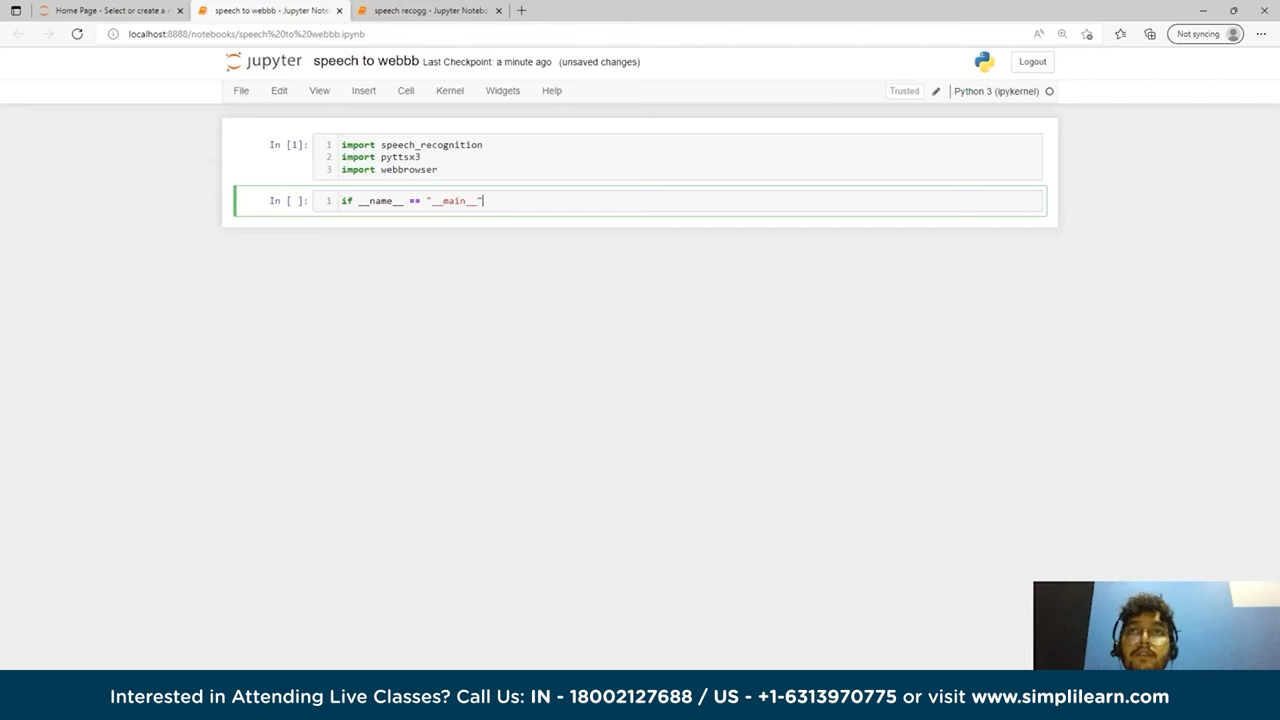 Home Page - Select or create a n
speech to webbb - Jupyter Note
speech recogg - Jupyter Notebo
localhost:8888/notebooks/speech%20to%20webbb.ipynb
Not syncing
jupyter speech to webbb Last Checkpoint: a minute ago (unsaved changes)
Logout
File Edit View Insert Cell Kernel Widgets Help
Trusted
Python 3 (ipykernel)
In [1]:
1 import speech_recognition
2 import pyttsx3
3 import webbrowser
In [ ]:
1 if __name__ == "__main__"
Interested in Attending Live Classes? Call Us: IN - 18002127688 / US - +1-6313970775 or visit www.simplilearn.com